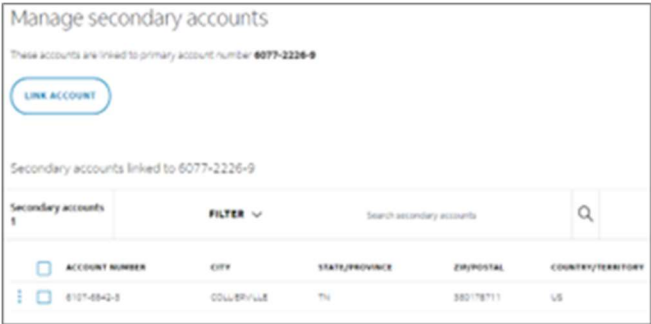 Manage secondary accounts
These accounts are linked to primary account number 6077-2226-9
LINK ACCOUNT
Secondary accounts linked to 6077-2226-9
Secondary accounts
1
FILTER
Search secondary accounts
ACCOUNT NUMBER CITY STATE/PROVINCE ZIP/POSTAL COUNTRY/TERRITORY
COLLIERVILLE TN 380178711 US